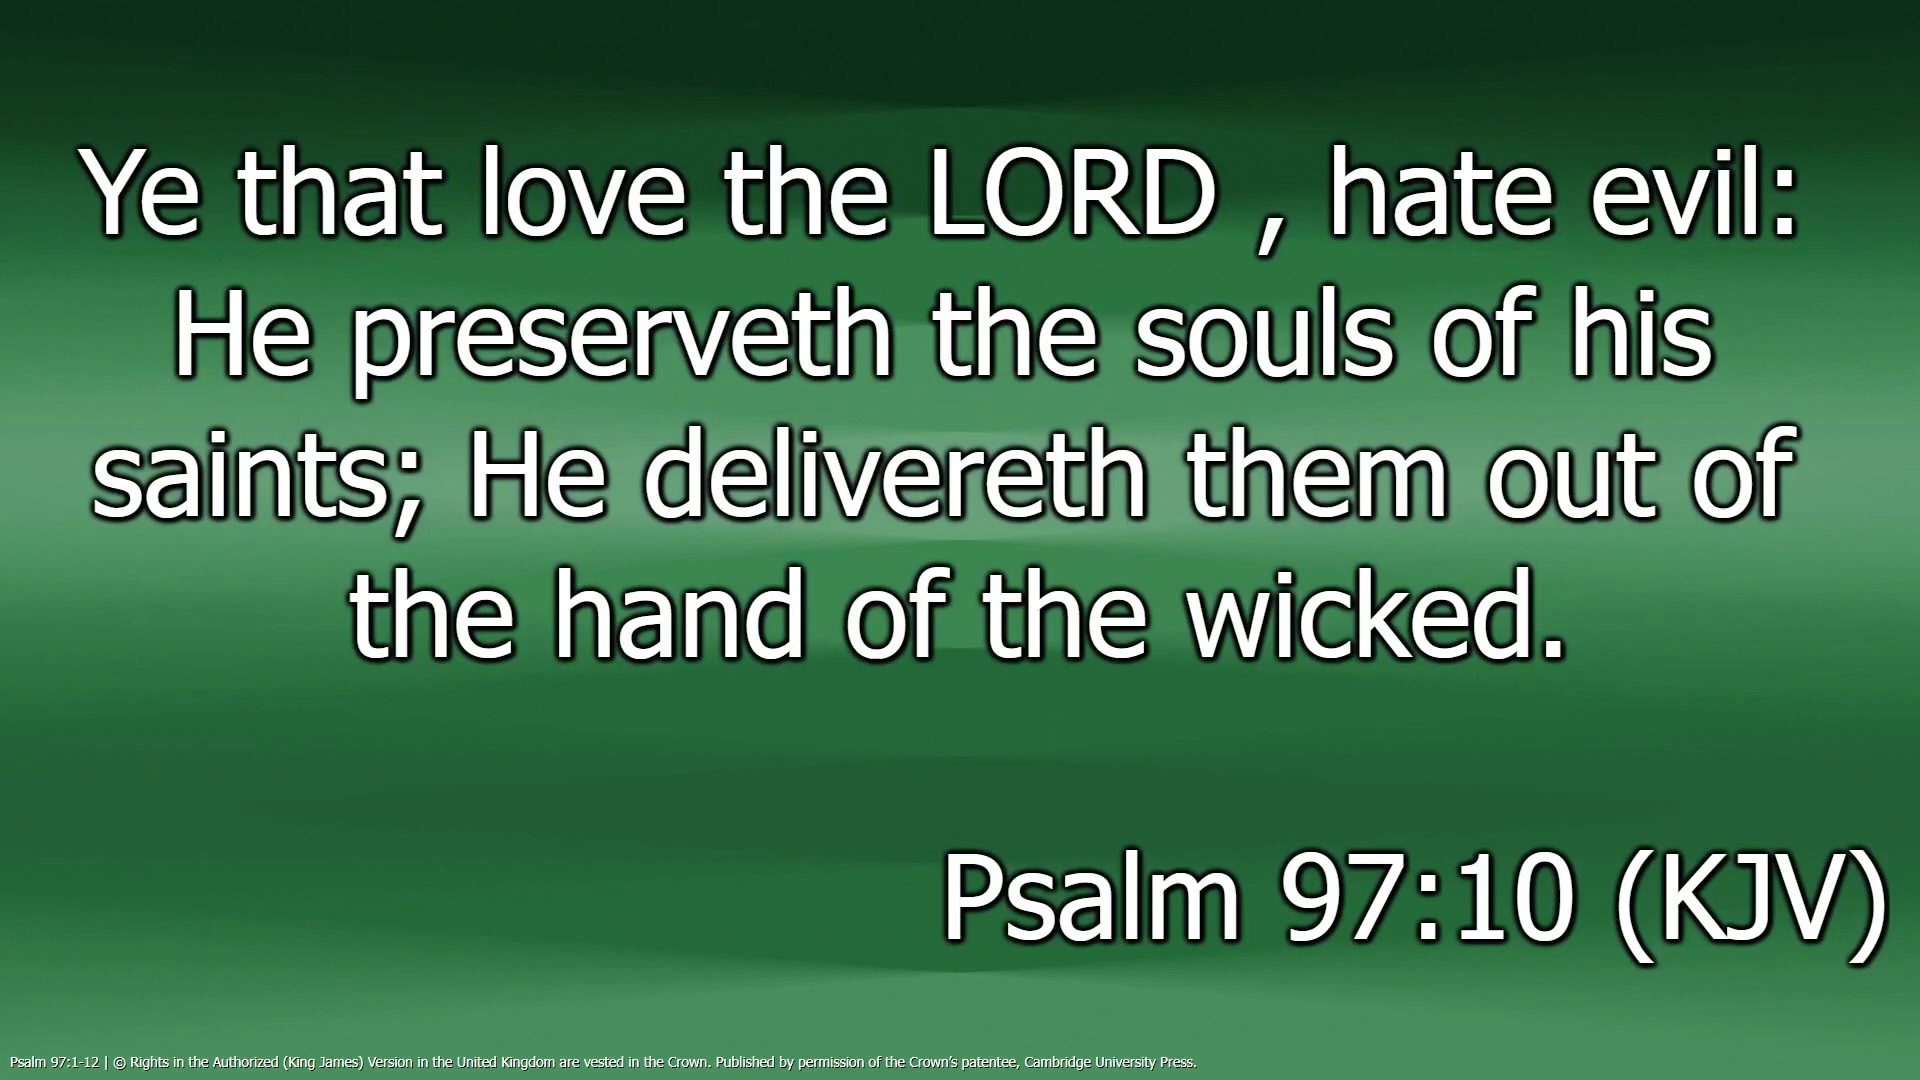 Ye that love the LORD , hate evil:
He preserveth the souls of his
saints; He delivereth them out of
the hand of the wicked.
Psalm 97:10 (KJV)
Psalm 97:1-12 | © Rights in the Authorized (King James) Version in the United Kingdom are vested in the Crown. Published by permission of the Crown’s patentee, Cambridge University Press.